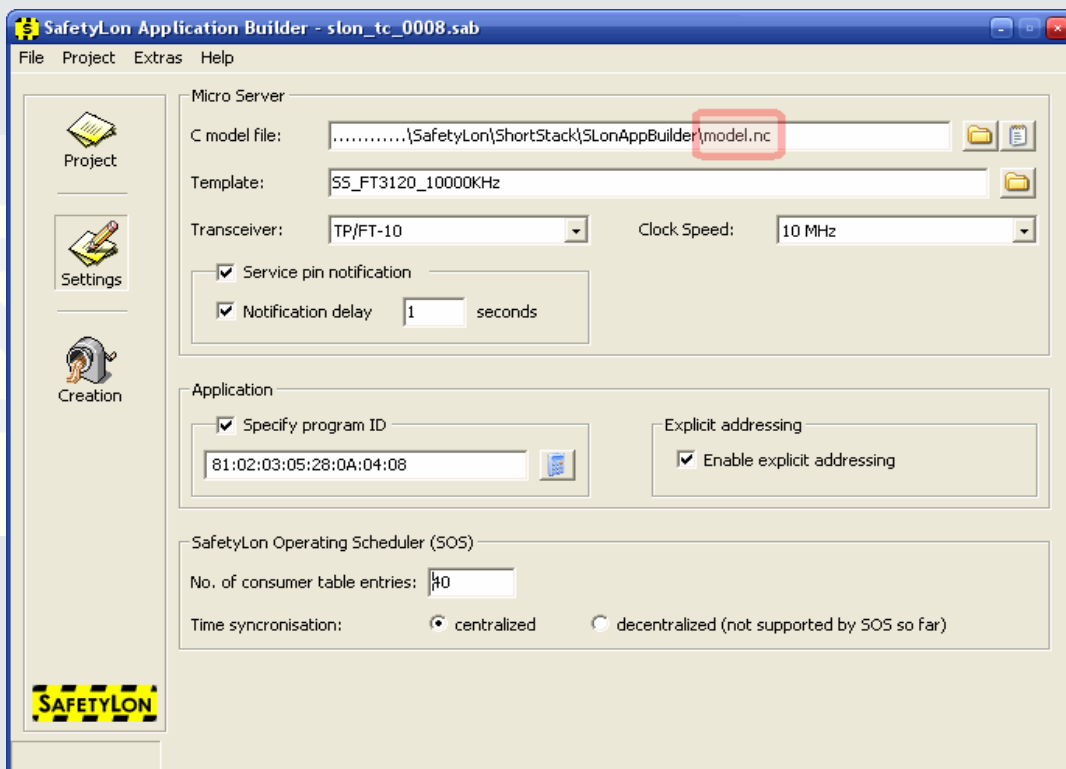 SafetyLon Application Builder - slon_tc_0008.sab
File Project Extras Help
Project
Settings
Creation
SAFETYLON
Micro Server
C model file: ............\SafetyLon\ShortStack\SLonAppBuilder\model.nc
Template: SS_FT3120_10000KHz
Transceiver: TP/FT-10 Clock Speed: 10 MHz
Service pin notification
Notification delay 1 seconds
Application
Specify program ID
81:02:03:05:28:0A:04:08
Explicit addressing
Enable explicit addressing
SafetyLon Operating Scheduler (SOS)
No. of consumer table entries: 40
Time syncronisation: centralized decentralized (not supported by SOS so far)